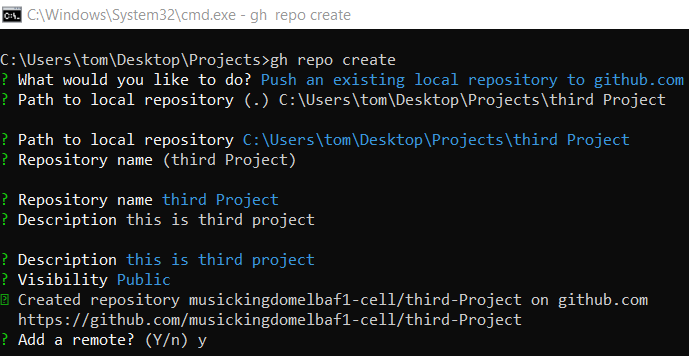 C:\Windows\System32\cmd.exe - gh repo create
C:\Users\tom\Desktop\Projects>gh repo create
? What would you like to do? Push an existing local repository to github.com
? Path to local repository (.) C:\Users\tom\Desktop\Projects\third Project
? Path to local repository C:\Users\tom\Desktop\Projects\third Project
? Repository name (third Project)
? Repository name third Project
? Description this is third project
? Description this is third project
? Visibility Public
Created repository musickingdomelbaf1-cell/third-Project on github.com
https://github.com/musickingdomelbaf1-cell/third-Project
? Add a remote? (Y/n) y